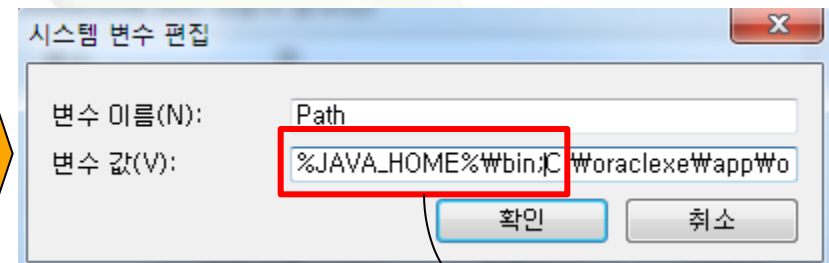 시스템 변수 편집
변수 이름(N): Path
변수 값(V): %JAVA_HOME%₩bin;C:₩oraclexe₩app₩o
확인 취소